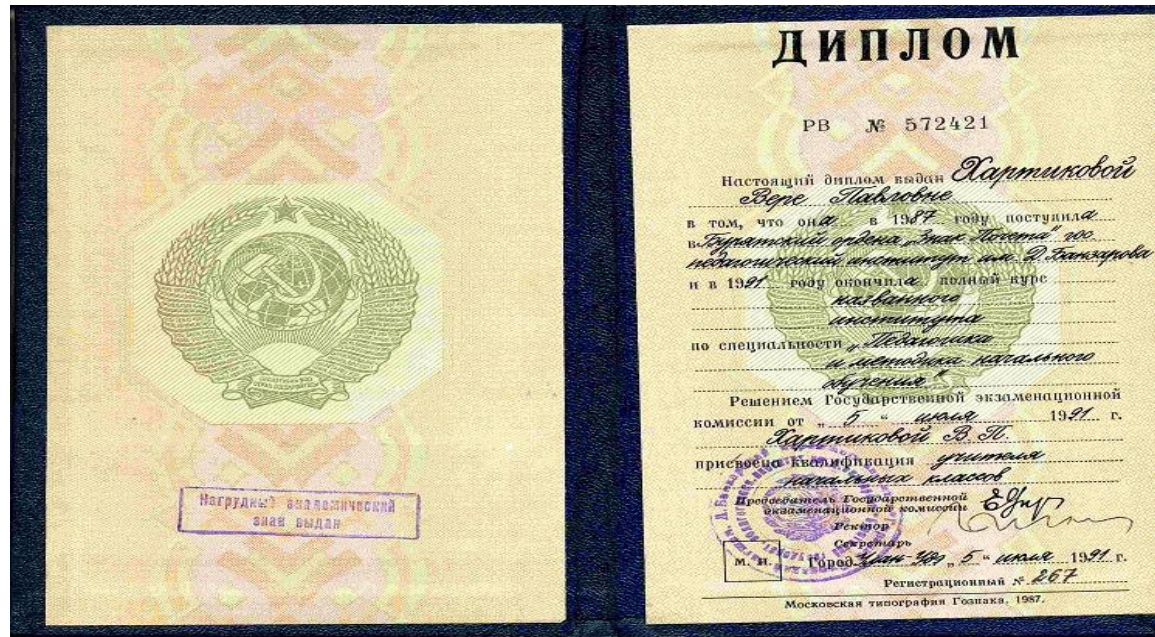 Нагрудный академический
знак выдан
ДИПЛОМ
РВ № 572421
Настоящий диплом выдан Хартиковой
Вере Павловне
в том, что она в 1987 году поступила
в Бурятский ордена „Знак Почета" гос
педагогический институт им. Д. Банзарова
и в 1991 году окончила полный курс
названного
института
по специальности „Педагогика
и методика начального
обучения"
Решением Государственной экзаменационной
комиссии от „ 5 " июля 1991 г.
Хартиковой В. П.
присвоена квалификация учителя
начальных классов
Председатель Государственной
экзаменационной комиссии
Ректор
Секретарь
М. П. Город Улан-Удэ „ 5 " июля 1991 г.
Регистрационный № 267
Московская типография Гознака. 1987.